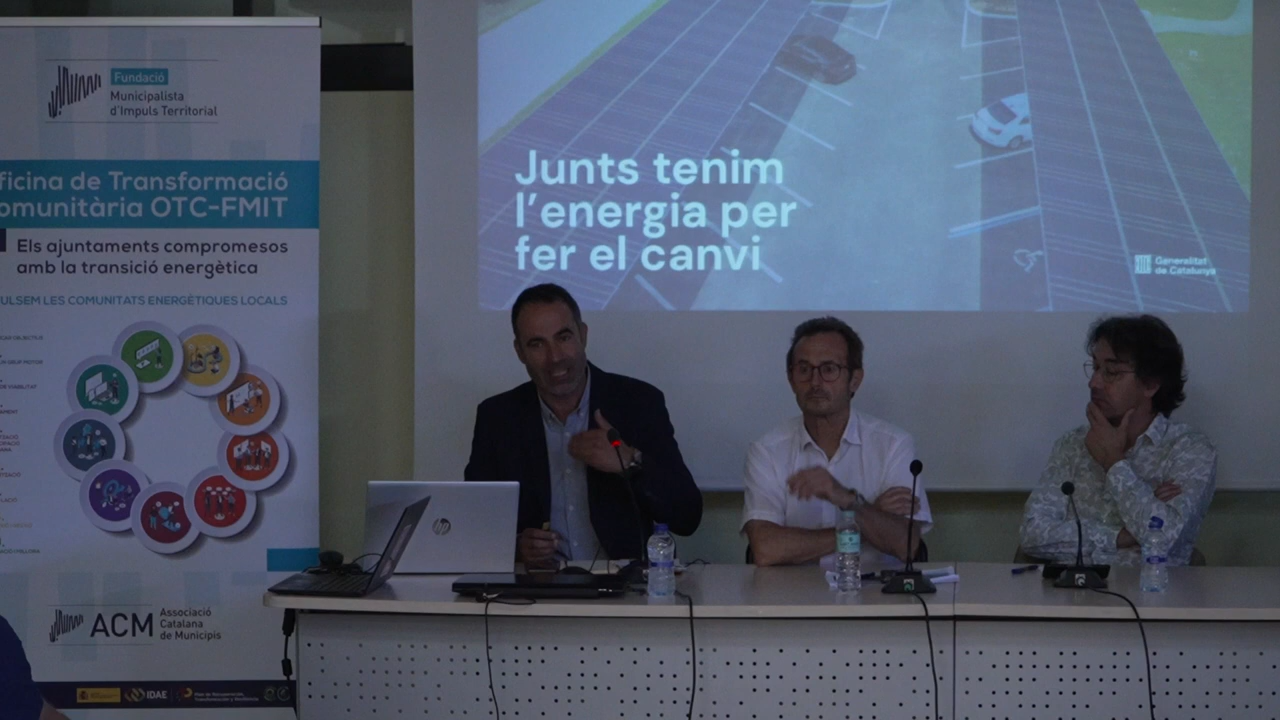 Fundació
Municipalista
d'Impuls Territorial
ficina de Transformació
omunitària OTC-FMIT
Els ajuntaments compromesos
amb la transició energètica
ULSEM LES COMUNITATS ENERGÈTIQUES LOCALS
ACM
Associació
Catalana
de Municipis
IDAE
Junts tenim
l'energia per
fer el canvi
Generalitat
de Catalunya
hp